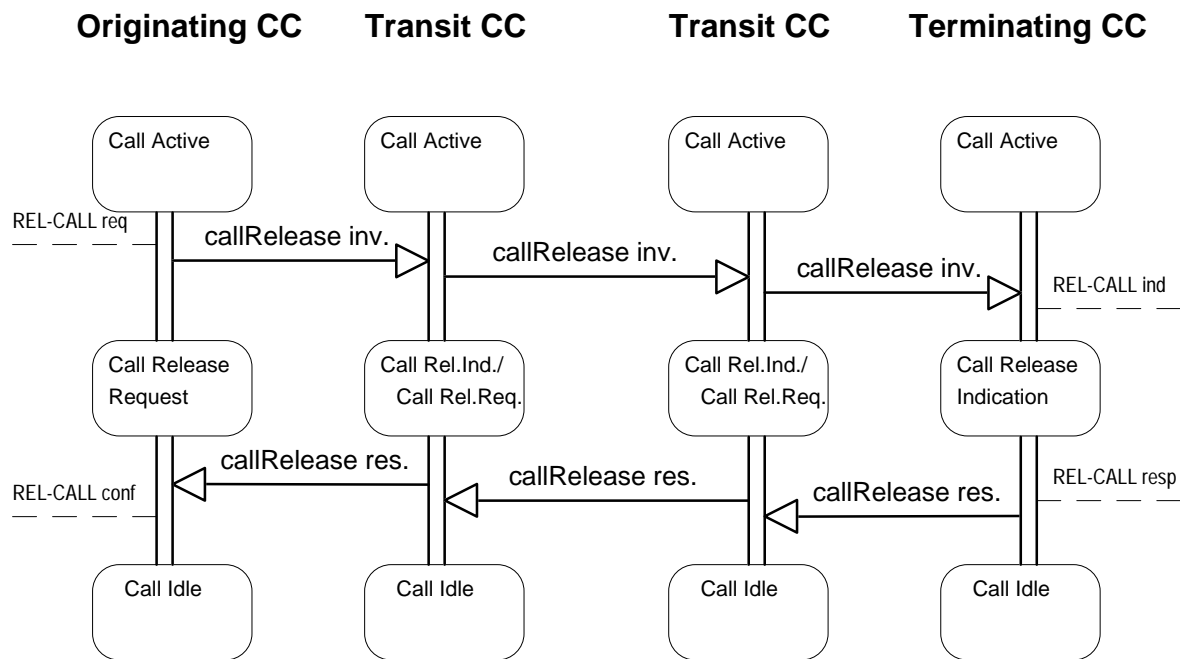 Originating CC
Transit CC
Transit CC
Terminating CC
Call Active
Call Active
Call Active
Call Active
REL-CALL req
callRelease inv.
callRelease inv.
callRelease inv.
REL-CALL ind
Call Release
Request
Call Rel.Ind./
Call Rel.Req.
Call Rel.Ind./
Call Rel.Req.
Call Release
Indication
callRelease res.
callRelease res.
callRelease res.
REL-CALL conf
REL-CALL resp
Call Idle
Call Idle
Call Idle
Call Idle